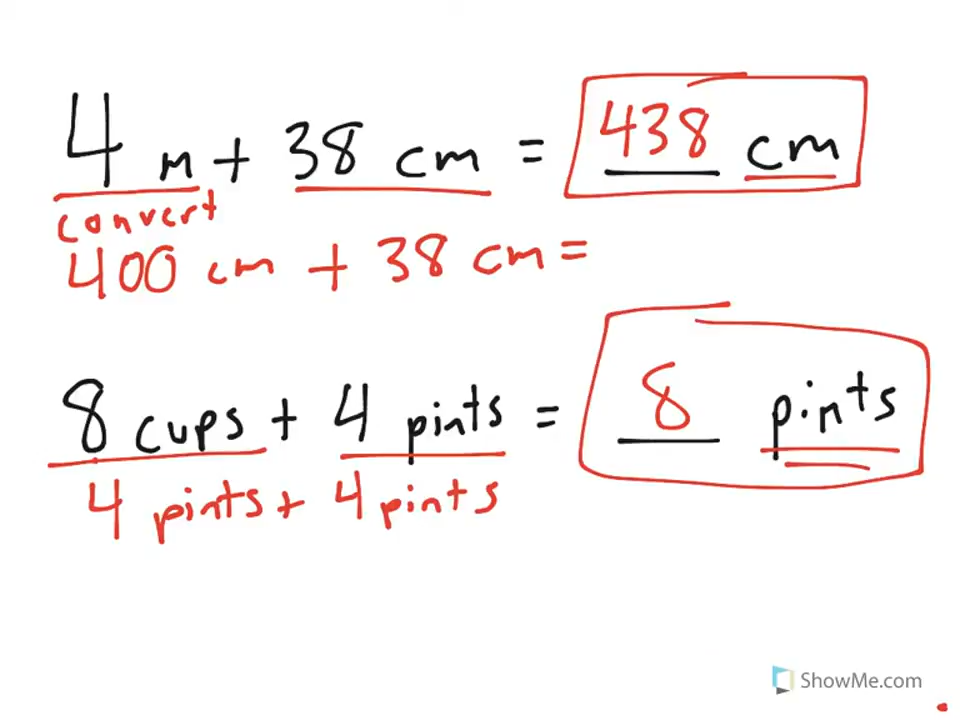 4 m + 38 cm = 438 cm
convert
400 cm + 38 cm =
8 cups + 4 pints = 8 pints
4 pints + 4 pints
ShowMe.com